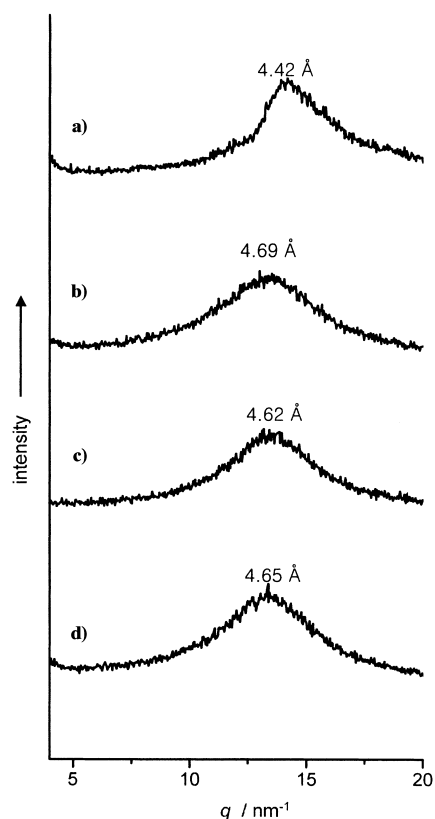 4.42 Å
a)
4.69 Å
b)
intensity
4.62 Å
c)
4.65 Å
d)
5 10 15 20
q / nm⁻¹